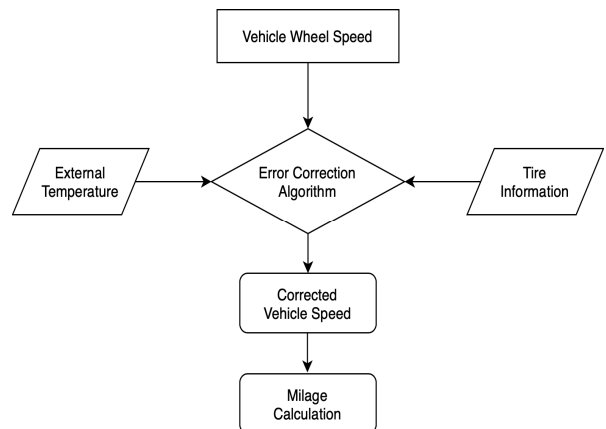 Vehicle Wheel Speed
External
Temperature
Error Correction
Algorithm
Tire
Information
Corrected
Vehicle Speed
Milage
Calculation